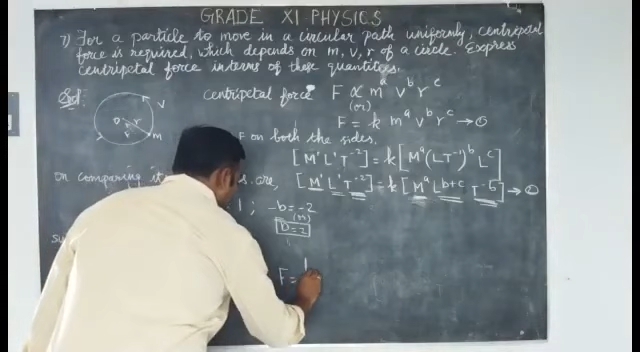 GRADE XI PHYSICS
7) For a particle to move in a circular path uniformly, centripetal
force is required, which depends on m, v, r of a circle. Express
centripetal force interms of these quantities.
Sol:
v
O
r
m
centripetal force F ∝ m^a v^b r^c
(or)
F = k m^a v^b r^c → ①
F on both the sides,
[M¹L¹T⁻²] = k[M^a (LT⁻¹)^b L^c]
on comparing s are, [M¹L¹T⁻²] = k[M^a L^(b+c) T^(-b)] → ②
1 ; -b = -2
(or)
b = 2
F =